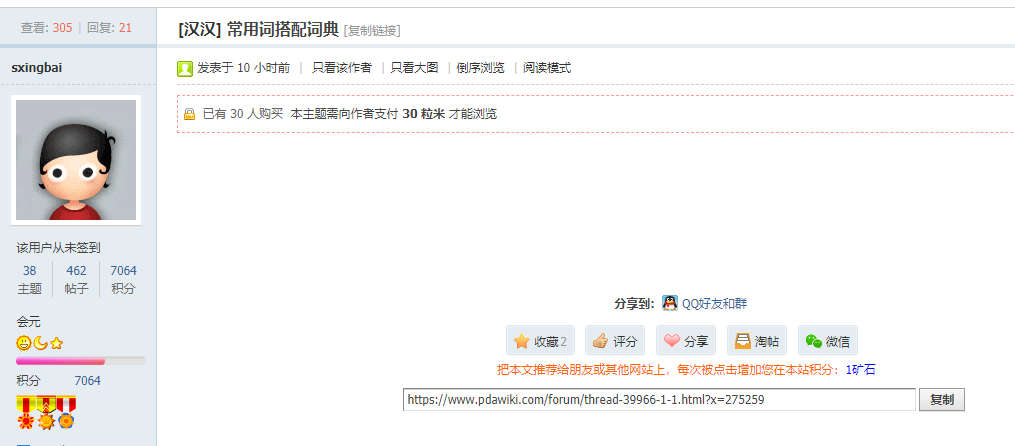 查看: 305 | 回复: 21
[汉汉] 常用词搭配词典 [复制链接]
sxingbai
发表于 10 小时前 | 只看该作者 | 只看大图 | 倒序浏览 | 阅读模式
已有 30 人购买 本主题需向作者支付 30 粒米 才能浏览
该用户从未签到
38 462 7064
主题 帖子 积分
会元
积分 7064
分享到: QQ好友和群
收藏2 评分 分享 淘帖 微信
把本文推荐给朋友或其他网站上，每次被点击增加您在本站积分: 1矿石
https://www.pdawiki.com/forum/thread-39966-1-1.html?x=275259 复制